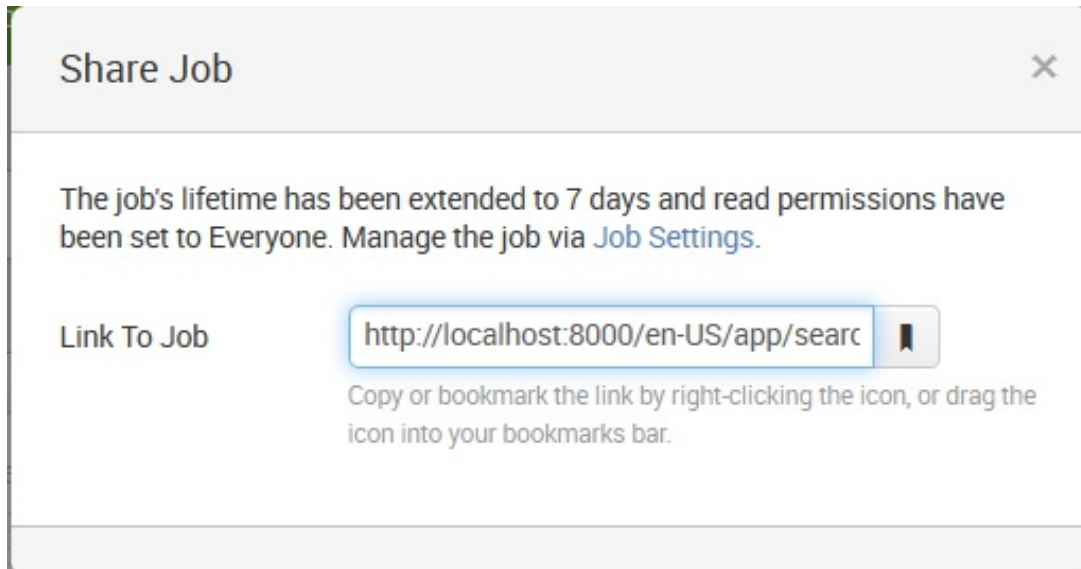 Share Job
The job's lifetime has been extended to 7 days and read permissions have
been set to Everyone. Manage the job via Job Settings.
Link To Job
http://localhost:8000/en-US/app/searc
Copy or bookmark the link by right-clicking the icon, or drag the
icon into your bookmarks bar.